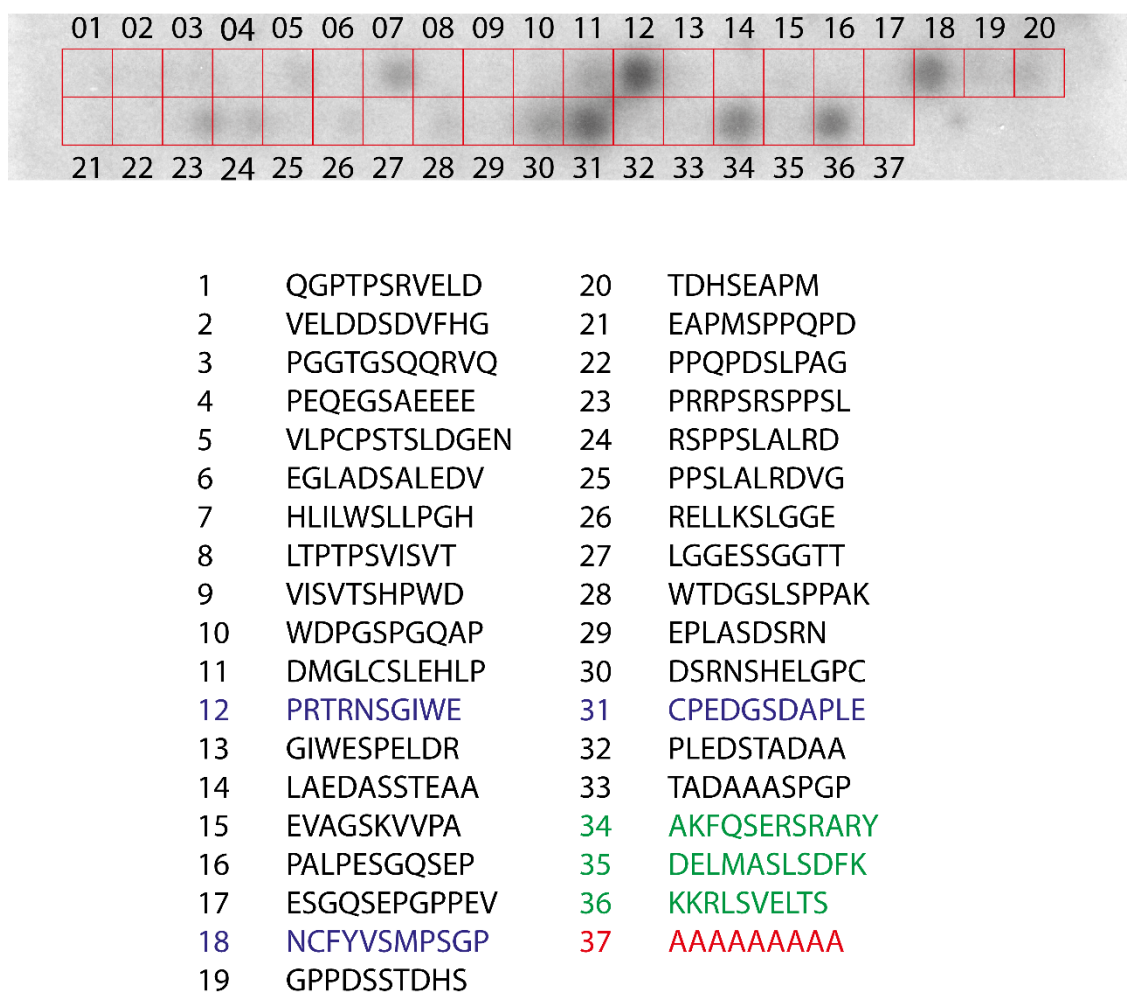 01 02 03 04 05 06 07 08 09 10 11 12 13 14 15 16 17 18 19 20
21 22 23 24 25 26 27 28 29 30 31 32 33 34 35 36 37
1 QGPTPSRVELD 20 TDHSEAPM
2 VELDDSDVFHG 21 EAPMSPPQPD
3 PGGTGSQQRVQ 22 PPQPDSLPAG
4 PEQEGSAEEEE 23 PRRPSRSPPSL
5 VLPCPSTSLDGEN 24 RSPPSLALRD
6 EGLADSALEDV 25 PPSLALRDVG
7 HLILWSLLPGH 26 RELLKSLGGE
8 LTPTPSVISVT 27 LGGESSGGTT
9 VISVTSHPWD 28 WTDGSLSPPAK
10 WDPGSPGQAP 29 EPLASDSRN
11 DMGLCSLEHLP 30 DSRNSHELGPC
12 PRTRNSGIWE 31 CPEDGSDAPLE
13 GIWESPELDR 32 PLEDSTADAA
14 LAEDASSTEAA 33 TADAAASPGP
15 EVAGSKVVPA 34 AKFQSERSRARY
16 PALPESGQSEP 35 DELMASLSDFK
17 ESGQSEPGPPEV 36 KKRLSVELTS
18 NCFYVSMPSGP 37 AAAAAAAAA
19 GPPDSSTDHS